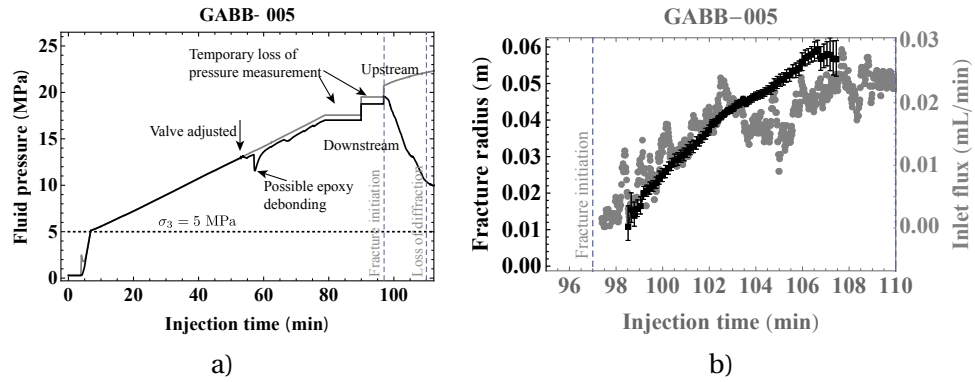 GABB- 005
Fluid pressure (MPa)
25
20
15
10
5
0
Temporary loss of
pressure measurement
Upstream
Valve adjusted
Downstream
Possible epoxy
debonding
σ3 = 5 MPa
Fracture initiation
Loss of diffraction
0 20 40 60 80 100
Injection time (min)
a)
GABB−005
Fracture radius (m)
0.06
0.05
0.04
0.03
0.02
0.01
0.00
Fracture initiation
0.03
0.02
0.01
0.00
Inlet flux (mL/min)
96 98 100 102 104 106 108 110
Injection time (min)
b)